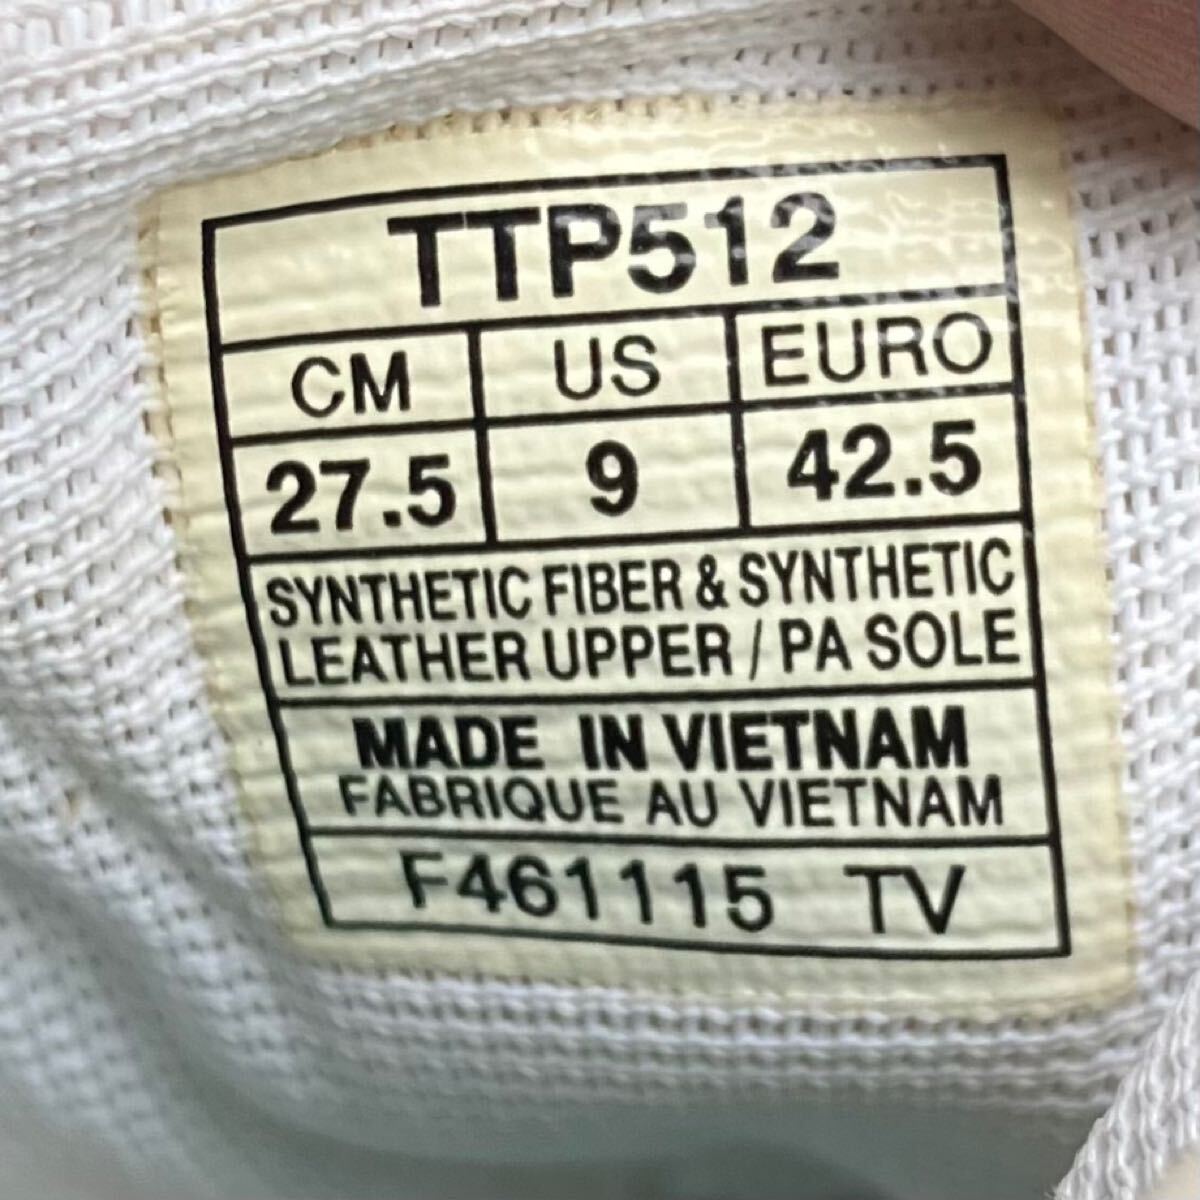 TTP512
CM US EURO
27.5 9 42.5
SYNTHETIC FIBER & SYNTHETIC
LEATHER UPPER / PA SOLE
MADE IN VIETNAM
FABRIQUE AU VIETNAM
F461115 TV